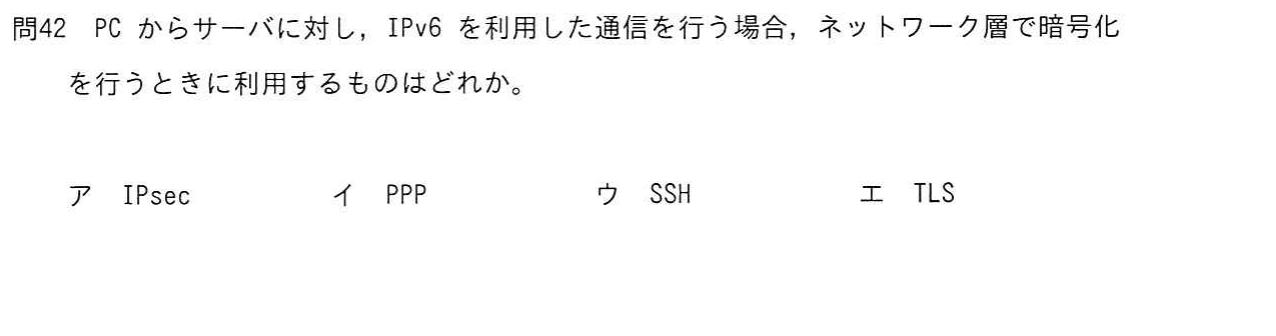 問42 PC からサーバに対し，IPv6 を利用した通信を行う場合，ネットワーク層で暗号化
を行うときに利用するものはどれか。
ア IPsec イ PPP ウ SSH エ TLS